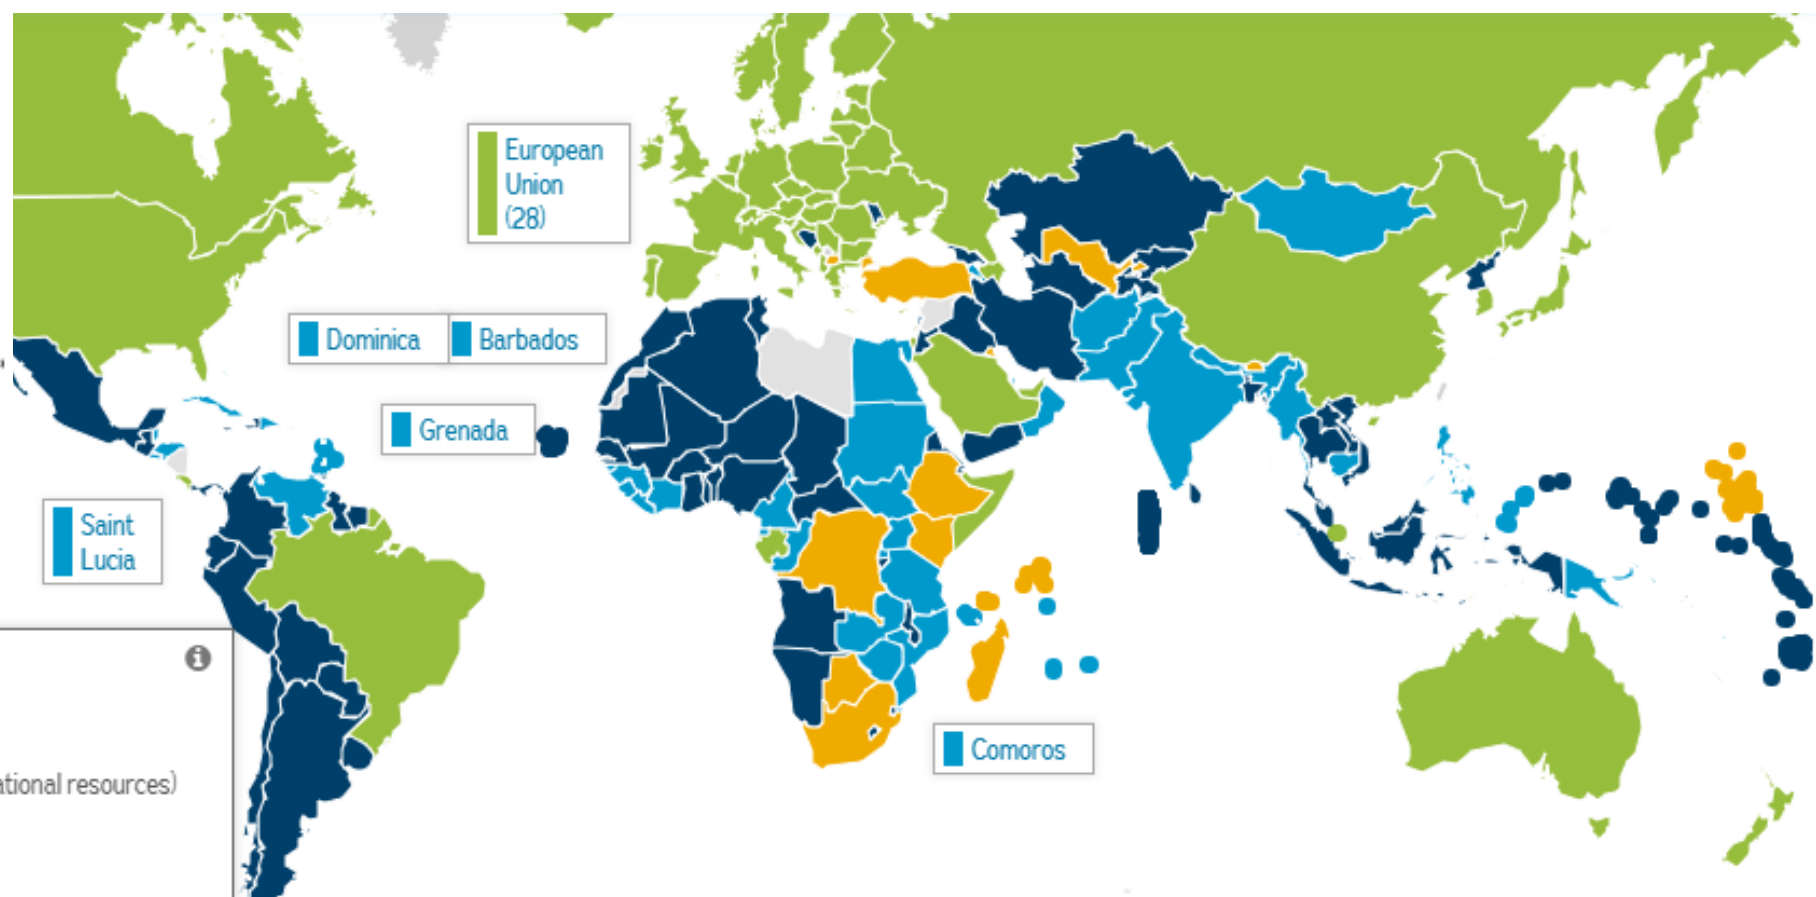 European
Union
(28)
Dominica
Barbados
Grenada
Saint
Lucia
ational resources)
Comoros